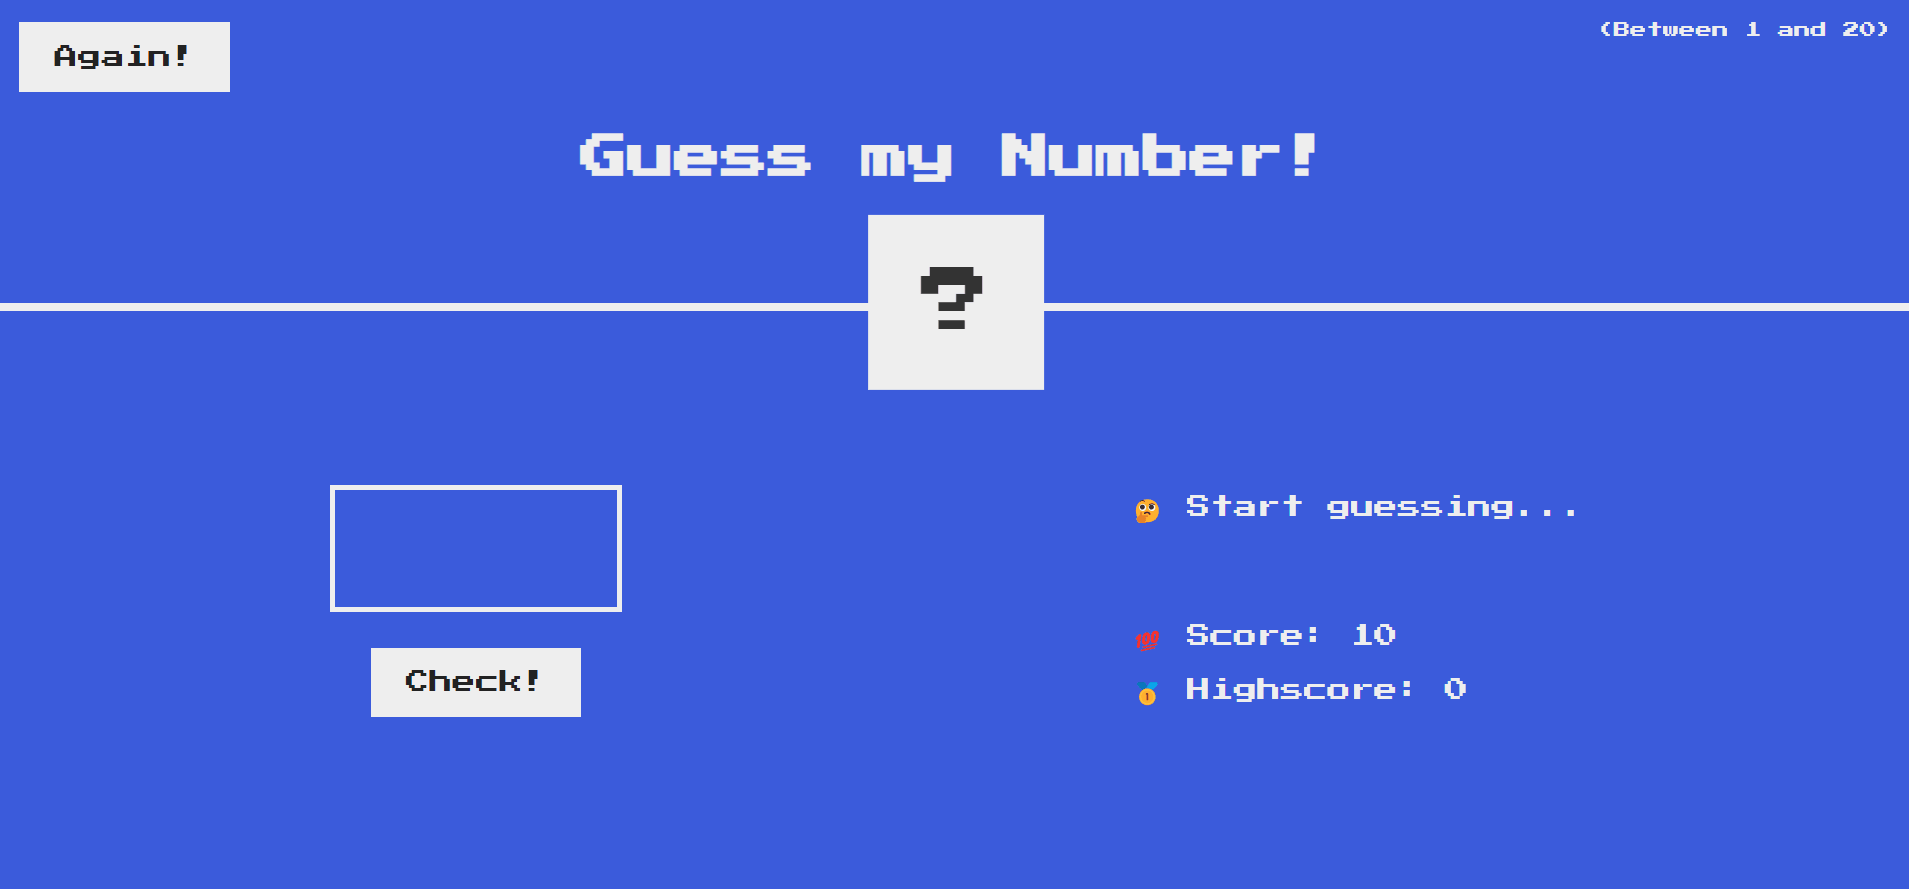 Again!
(Between 1 and 20)
Guess my Number!
?
🤔 Start guessing...
💯 Score: 10
🥇 Highscore: 0
Check!